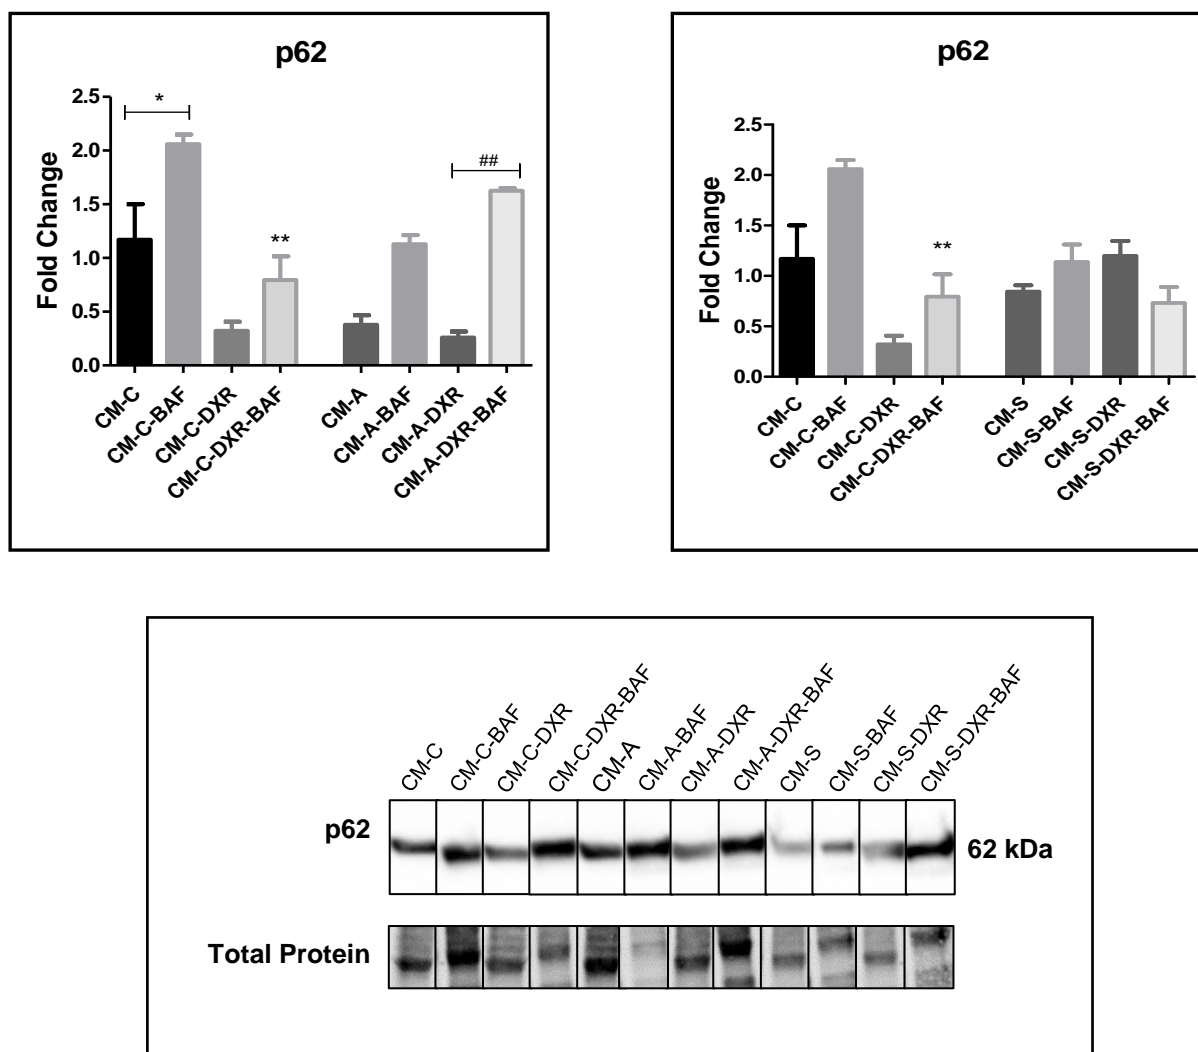 p62
Fold Change
2.5
2.0
1.5
1.0
0.5
0.0
*
**
##
CM-C
CM-C-BAF
CM-C-DXR
CM-C-DXR-BAF
CM-A
CM-A-BAF
CM-A-DXR
CM-A-DXR-BAF
p62
Fold Change
2.5
2.0
1.5
1.0
0.5
0.0
**
CM-C
CM-C-BAF
CM-C-DXR
CM-C-DXR-BAF
CM-S
CM-S-BAF
CM-S-DXR
CM-S-DXR-BAF
CM-C
CM-C-BAF
CM-C-DXR
CM-C-DXR-BAF
CM-A
CM-A-BAF
CM-A-DXR
CM-A-DXR-BAF
CM-S
CM-S-BAF
CM-S-DXR
CM-S-DXR-BAF
p62
62 kDa
Total Protein